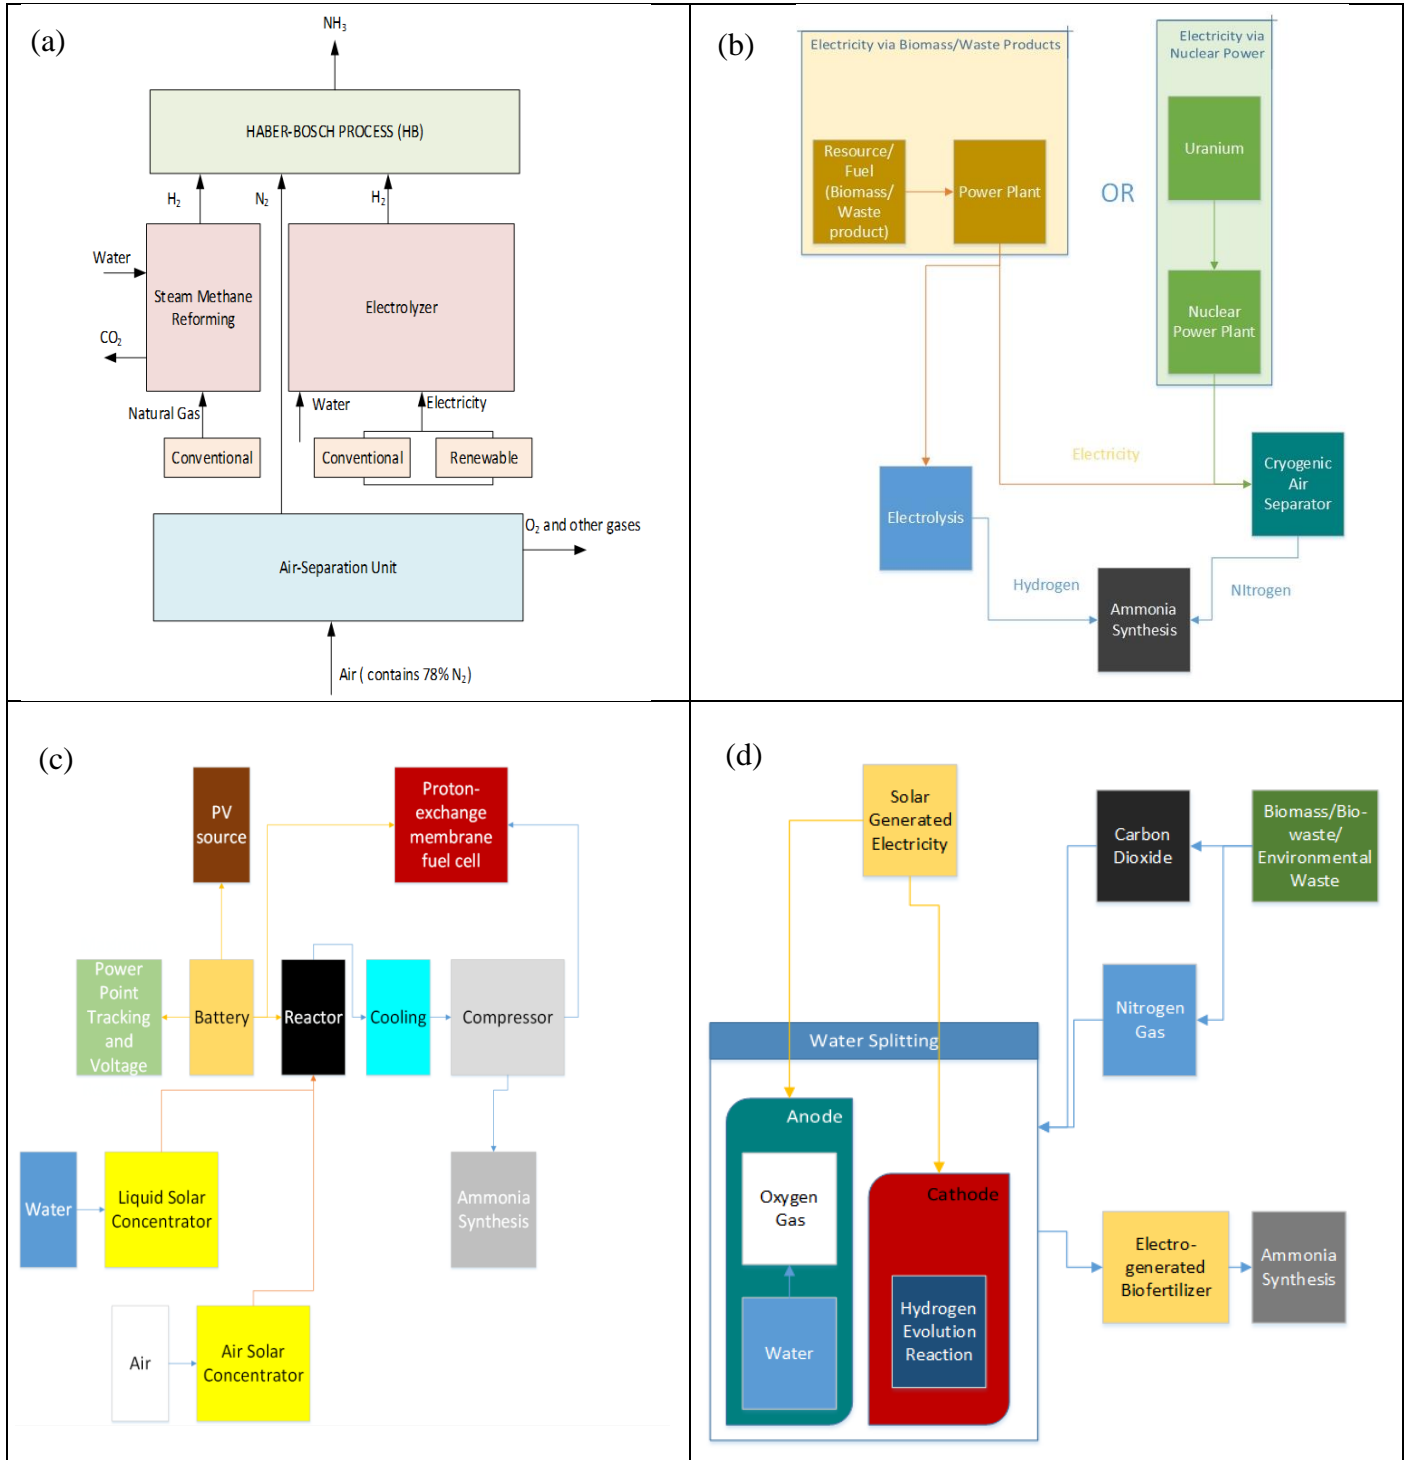 (a)
NH3
HABER-BOSCH PROCESS (HB)
H2
N2
H2
Water
Steam Methane
Reforming
Electrolyzer
CO2
Natural Gas
Water
Electricity
Conventional
Conventional
Renewable
O2 and other gases
Air-Separation Unit
Air ( contains 78% N2)
(b)
Electricity via Biomass/Waste Products
Electricity via
Nuclear Power
Resource/
Fuel
(Biomass/
Waste
product)
Power Plant
OR
Uranium
Nuclear
Power Plant
Electricity
Cryogenic
Air
Separator
Electrolysis
Hydrogen
NItrogen
Ammonia
Synthesis
(c)
PV
source
Proton-
exchange
membrane
fuel cell
Power
Point
Tracking
and
Voltage
Battery
Reactor
Cooling
Compressor
Water
Liquid Solar
Concentrator
Ammonia
Synthesis
Air
Air Solar
Concentrator
(d)
Solar
Generated
Electricity
Carbon
Dioxide
Biomass/Bio-
waste/
Environmental
Waste
Nitrogen
Gas
Water Splitting
Anode
Oxygen
Gas
Water
Cathode
Hydrogen
Evolution
Reaction
Electro-
generated
Biofertilizer
Ammonia
Synthesis